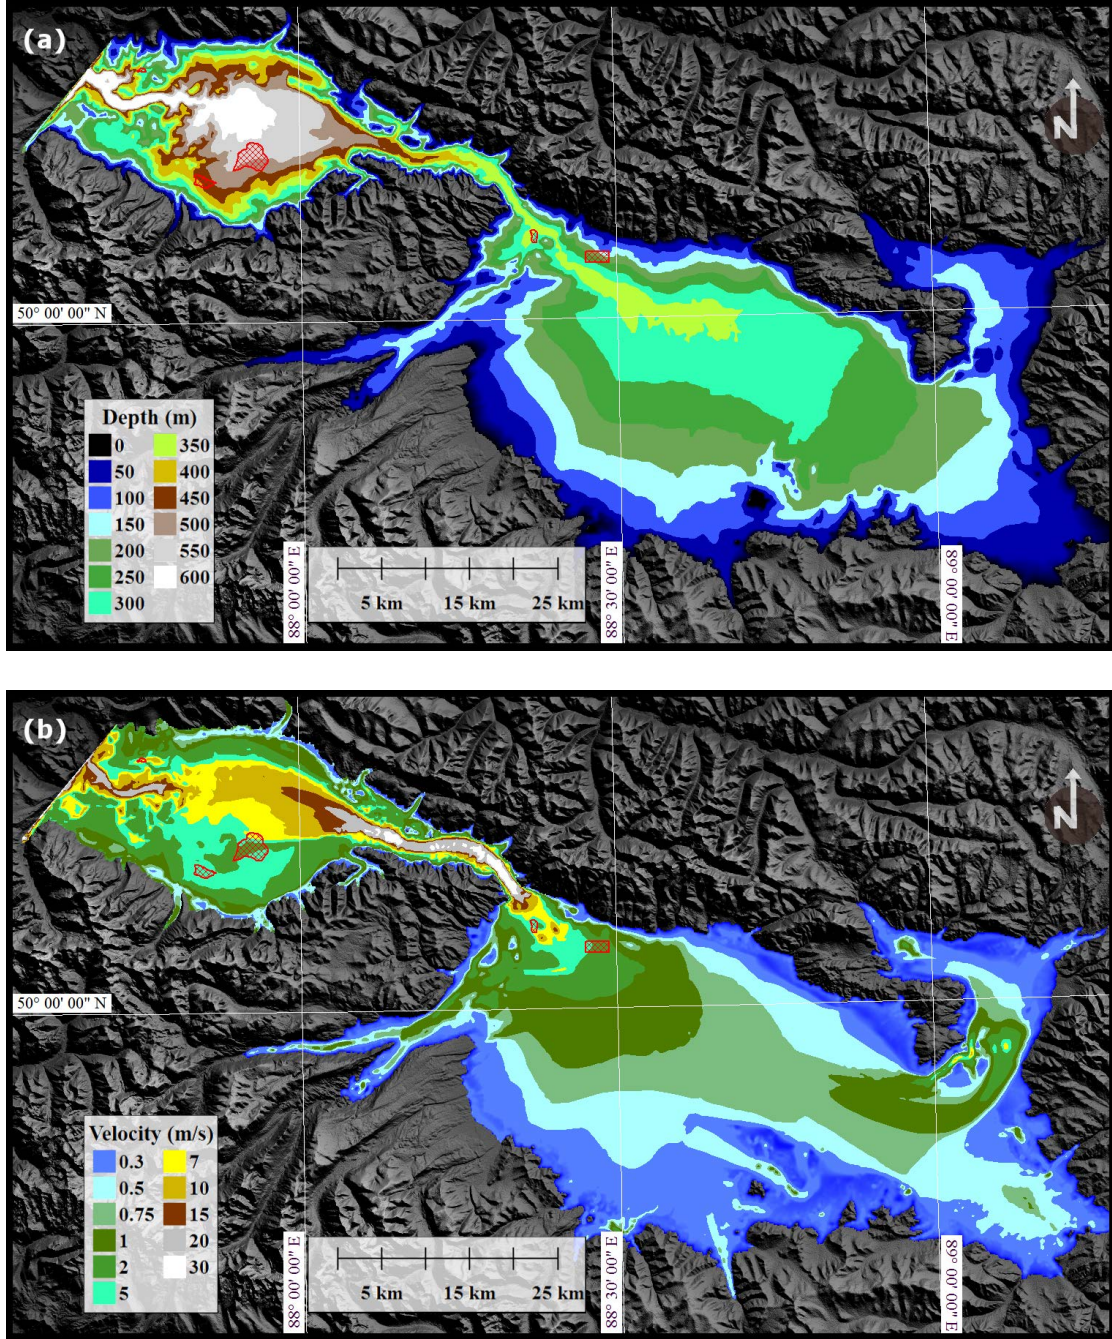 (a)
N
50° 00' 00" N
Depth (m)
0 350
50 400
100 450
150 500
200 550
250 600
300
5 km 15 km 25 km
88° 00' 00" E
88° 30' 00" E
89° 00' 00" E
(b)
N
50° 00' 00" N
Velocity (m/s)
0.3 7
0.5 10
0.75 15
1 20
2 30
5
5 km 15 km 25 km
88° 00' 00" E
88° 30' 00" E
89° 00' 00" E